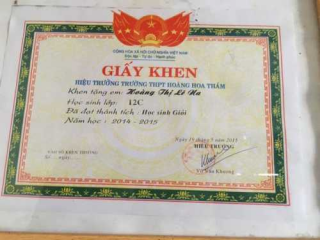 CỘNG HÒA XÃ HỘI CHỦ NGHĨA VIỆT NAM
Độc lập - Tự do - Hạnh phúc
GIẤY KHEN
HIỆU TRƯỞNG TRƯỜNG THPT HOÀNG HOA THÁM
Khen tặng em: Hoàng Thị Lê Na
Học sinh lớp: 12C
Đã đạt thành tích: Học sinh Giỏi
Năm học: 2014 - 2015
HIỆU TRƯỞNG